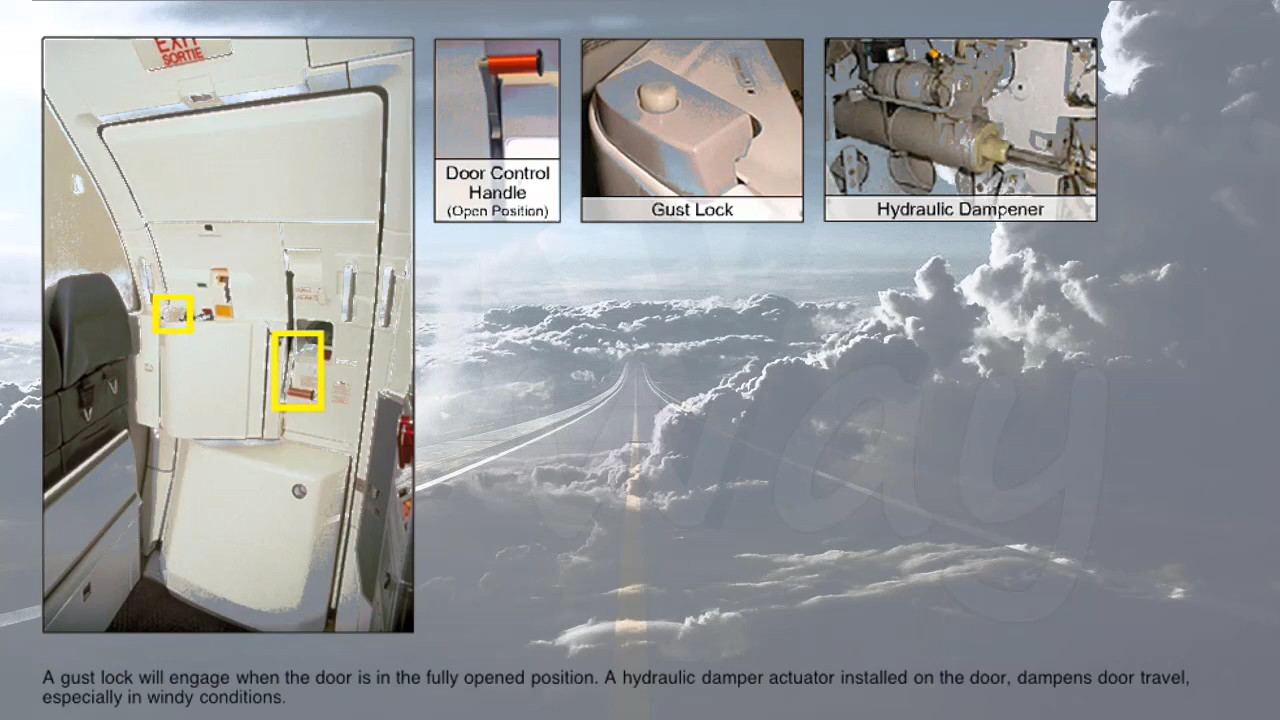 EXIT
SORTIE
Door Control
Handle
(Open Position)
Gust Lock
Hydraulic Dampener
way
A gust lock will engage when the door is in the fully opened position. A hydraulic damper actuator installed on the door, dampens door travel,
especially in windy conditions.